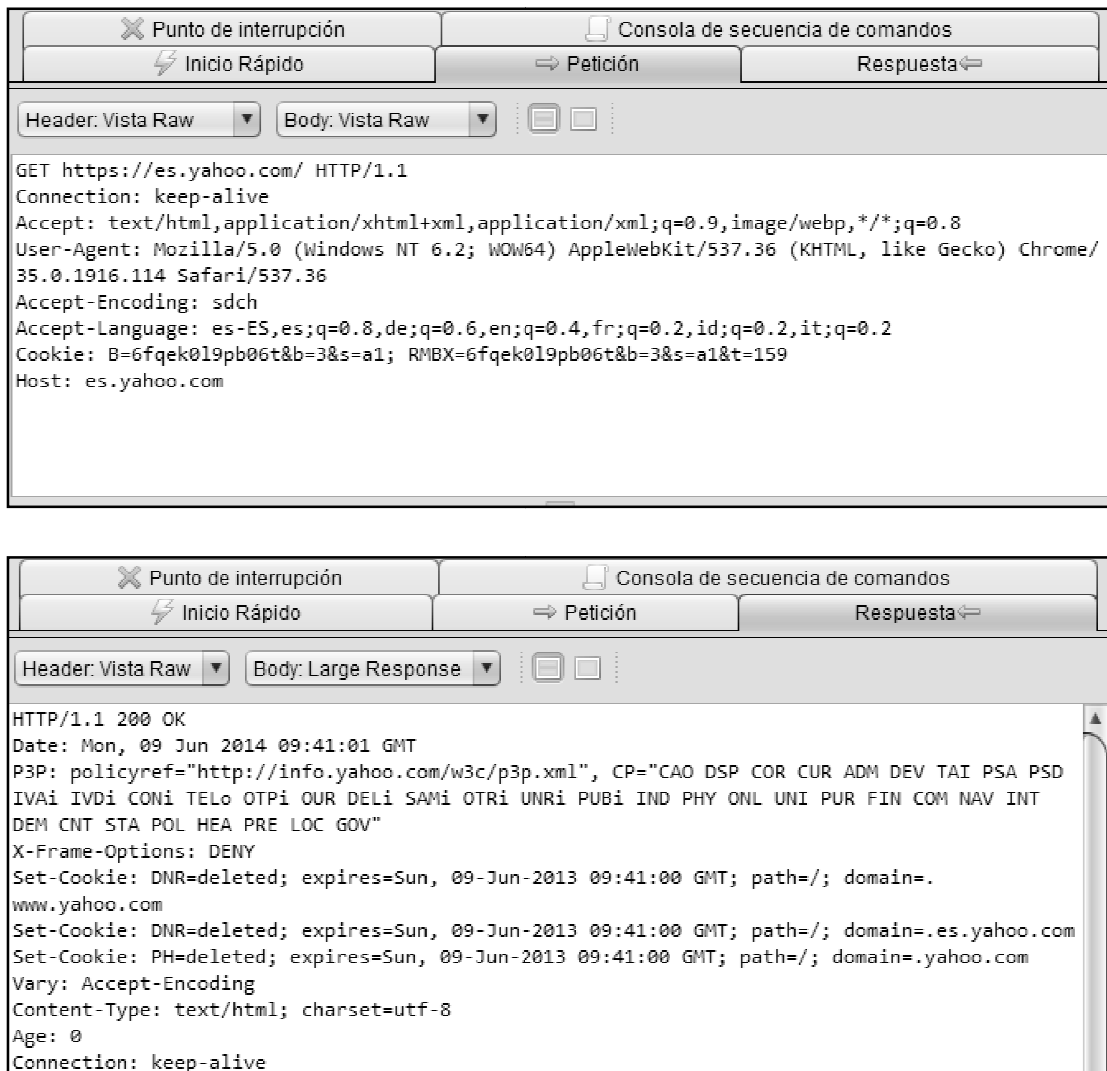 Punto de interrupción
Consola de secuencia de comandos
Inicio Rápido
Petición
Respuesta
Header: Vista Raw
Body: Vista Raw
GET https://es.yahoo.com/ HTTP/1.1
Connection: keep-alive
Accept: text/html,application/xhtml+xml,application/xml;q=0.9,image/webp,*/*;q=0.8
User-Agent: Mozilla/5.0 (Windows NT 6.2; WOW64) AppleWebKit/537.36 (KHTML, like Gecko) Chrome/
35.0.1916.114 Safari/537.36
Accept-Encoding: sdch
Accept-Language: es-ES,es;q=0.8,de;q=0.6,en;q=0.4,fr;q=0.2,id;q=0.2,it;q=0.2
Cookie: B=6fqek0l9pb06t&b=3&s=a1; RMBX=6fqek0l9pb06t&b=3&s=a1&t=159
Host: es.yahoo.com
Punto de interrupción
Consola de secuencia de comandos
Inicio Rápido
Petición
Respuesta
Header: Vista Raw
Body: Large Response
HTTP/1.1 200 OK
Date: Mon, 09 Jun 2014 09:41:01 GMT
P3P: policyref="http://info.yahoo.com/w3c/p3p.xml", CP="CAO DSP COR CUR ADM DEV TAI PSA PSD
IVAi IVDi CONi TELo OTPi OUR DELi SAMi OTRi UNRi PUBi IND PHY ONL UNI PUR FIN COM NAV INT
DEM CNT STA POL HEA PRE LOC GOV"
X-Frame-Options: DENY
Set-Cookie: DNR=deleted; expires=Sun, 09-Jun-2013 09:41:00 GMT; path=/; domain=.
www.yahoo.com
Set-Cookie: DNR=deleted; expires=Sun, 09-Jun-2013 09:41:00 GMT; path=/; domain=.es.yahoo.com
Set-Cookie: PH=deleted; expires=Sun, 09-Jun-2013 09:41:00 GMT; path=/; domain=.yahoo.com
Vary: Accept-Encoding
Content-Type: text/html; charset=utf-8
Age: 0
Connection: keep-alive